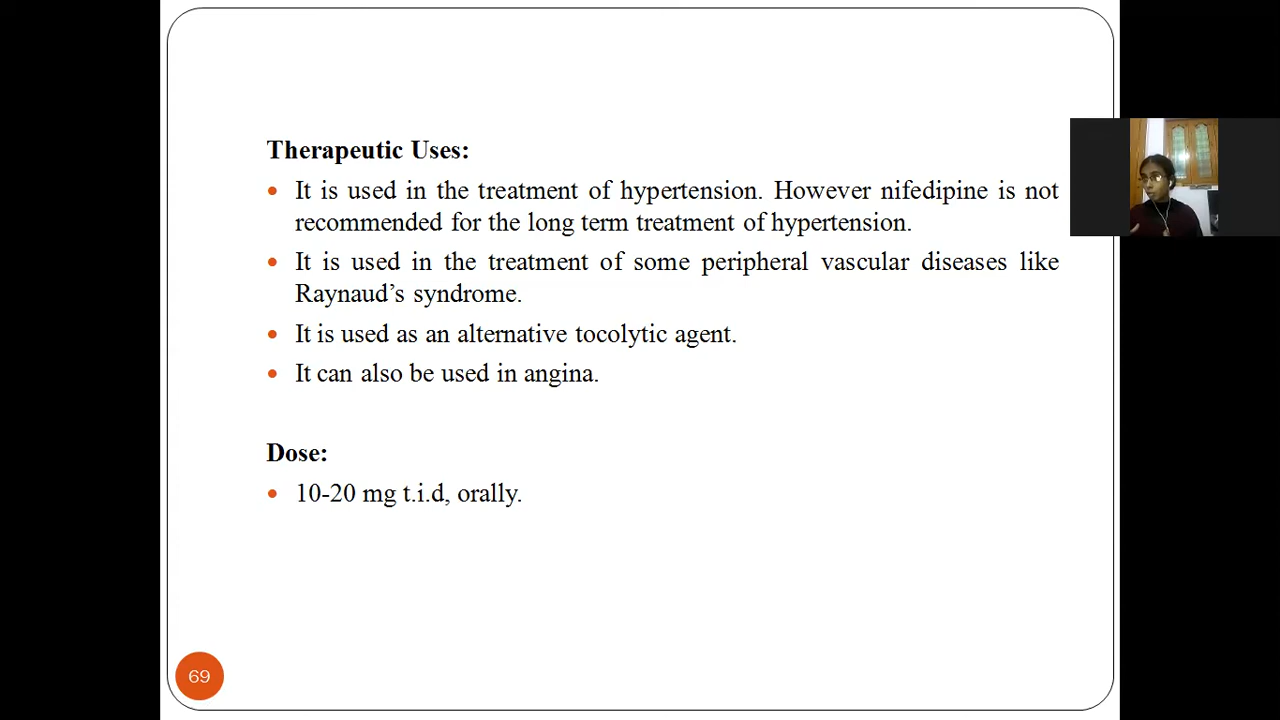 Therapeutic Uses:
It is used in the treatment of hypertension. However nifedipine is not
recommended for the long term treatment of hypertension.
It is used in the treatment of some peripheral vascular diseases like
Raynaud’s syndrome.
It is used as an alternative tocolytic agent.
It can also be used in angina.
Dose:
10-20 mg t.i.d, orally.
69